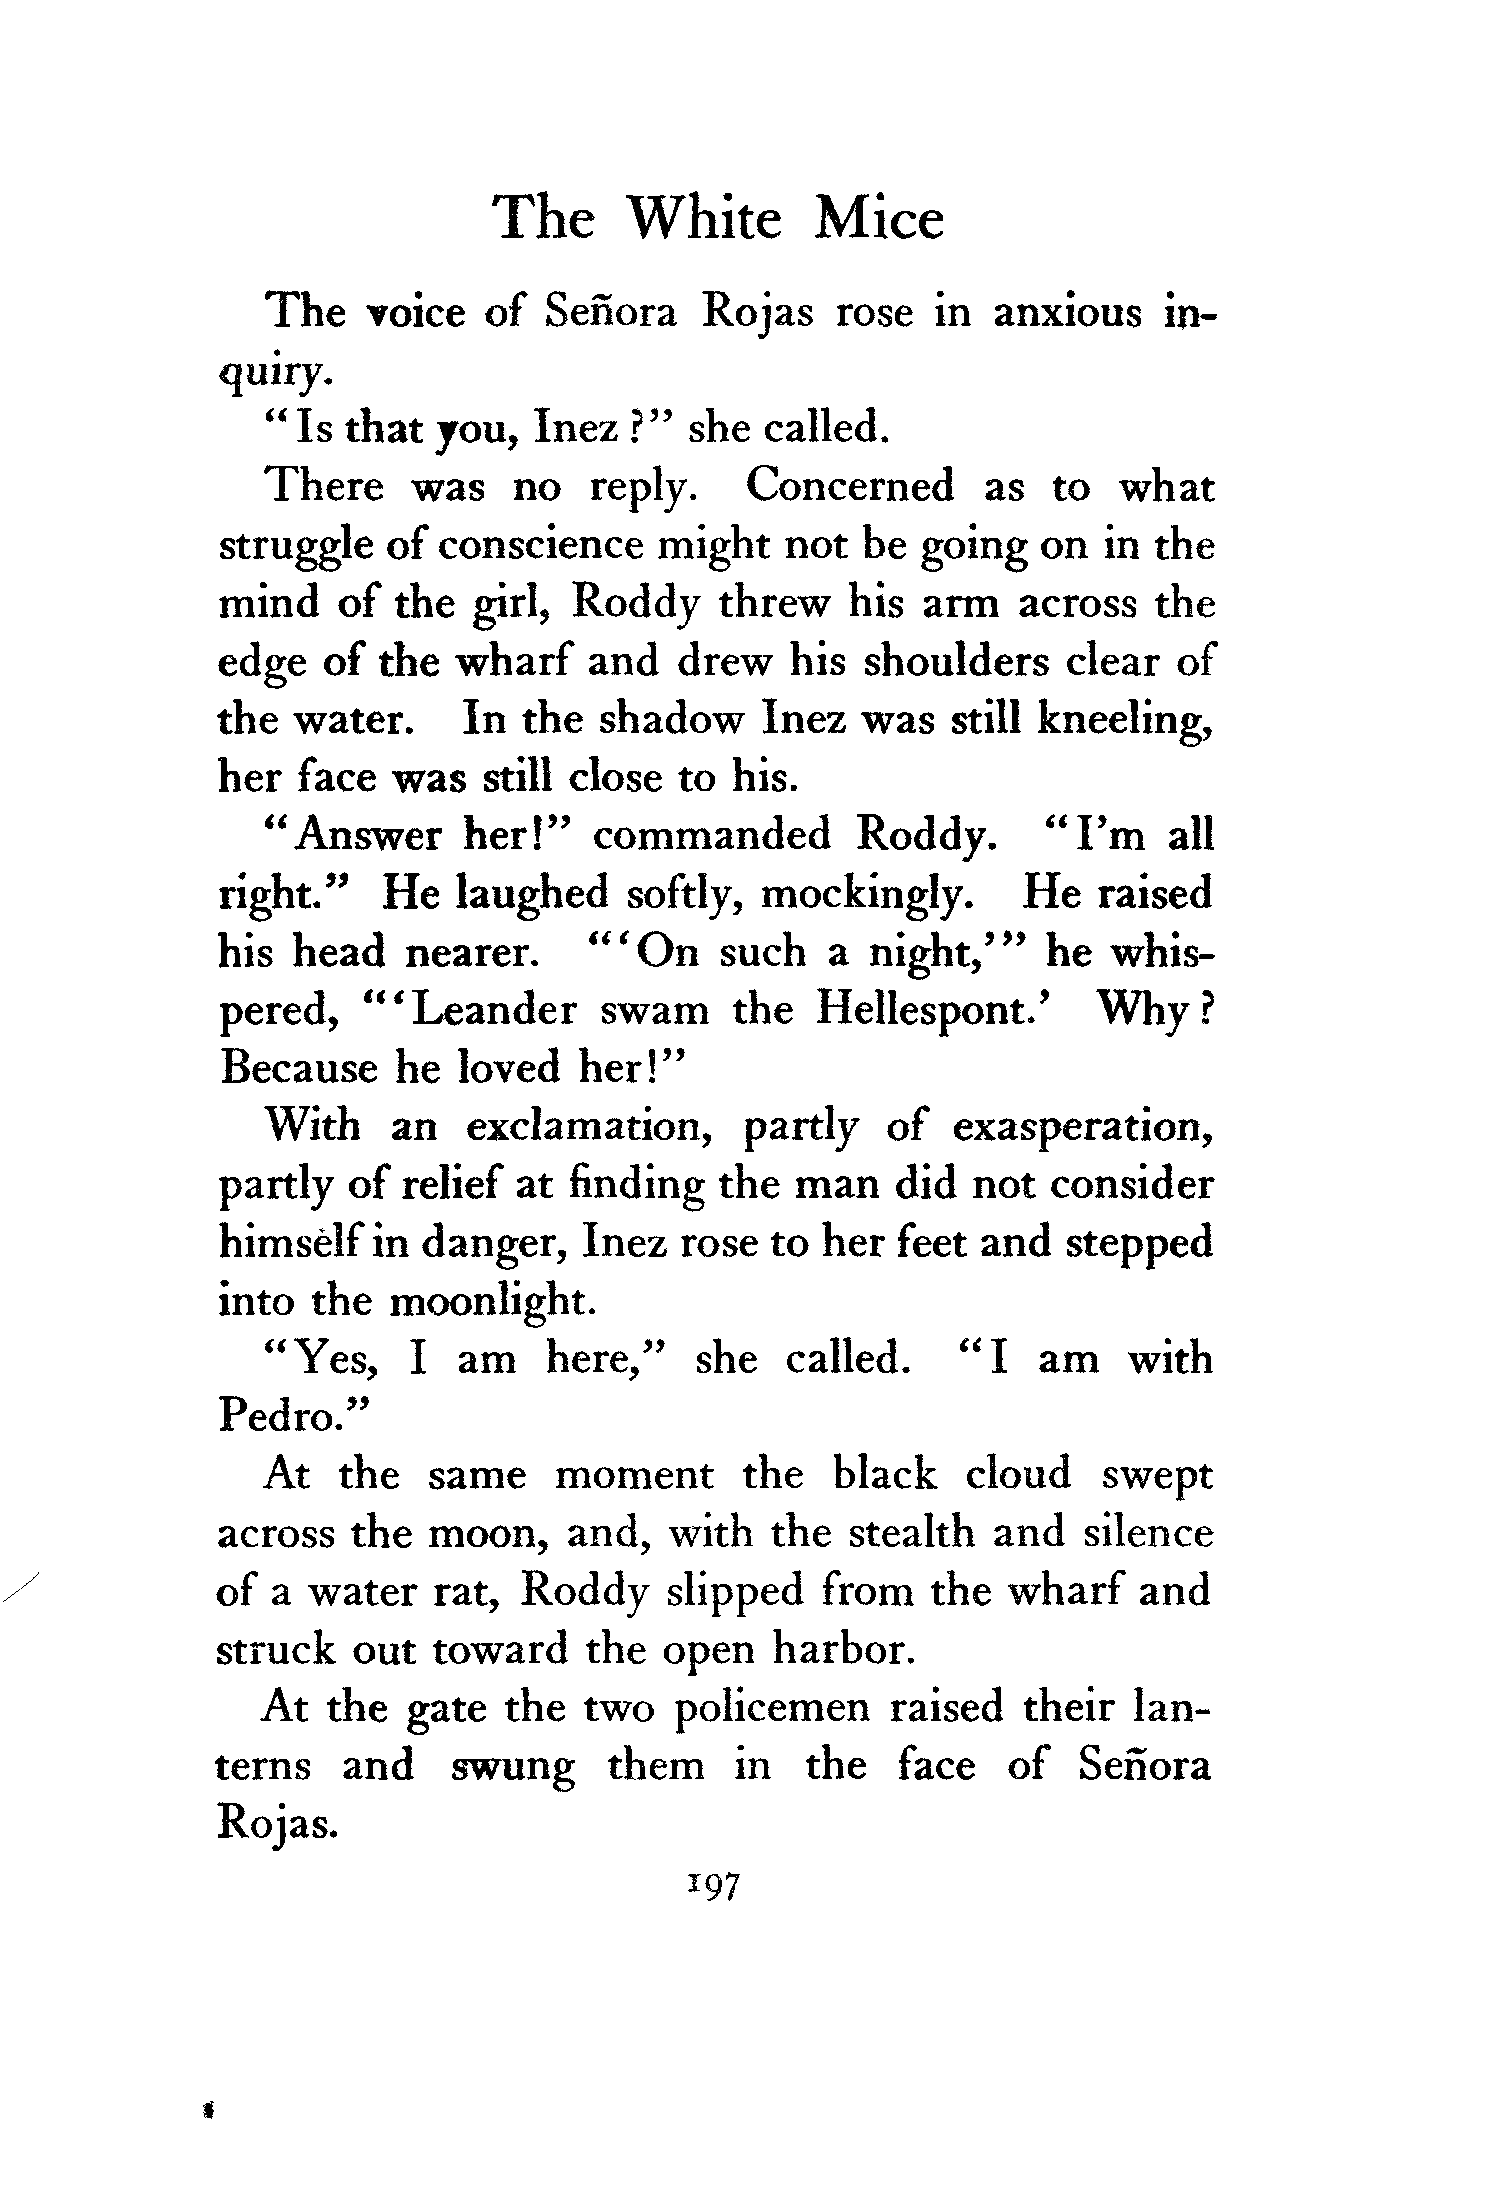 The White Mice
The voice of Señora Rojas rose in anxious in-
quiry.
“Is that you, Inez?” she called.
There was no reply. Concerned as to what
struggle of conscience might not be going on in the
mind of the girl, Roddy threw his arm across the
edge of the wharf and drew his shoulders clear of
the water. In the shadow Inez was still kneeling,
her face was still close to his.
“Answer her!” commanded Roddy. “I’m all
right.” He laughed softly, mockingly. He raised
his head nearer. “‘On such a night,’” he whis-
pered, “‘Leander swam the Hellespont.’ Why?
Because he loved her!”
With an exclamation, partly of exasperation,
partly of relief at finding the man did not consider
himself in danger, Inez rose to her feet and stepped
into the moonlight.
“Yes, I am here,” she called. “I am with
Pedro.”
At the same moment the black cloud swept
across the moon, and, with the stealth and silence
of a water rat, Roddy slipped from the wharf and
struck out toward the open harbor.
At the gate the two policemen raised their lan-
terns and swung them in the face of Señora
Rojas.
197